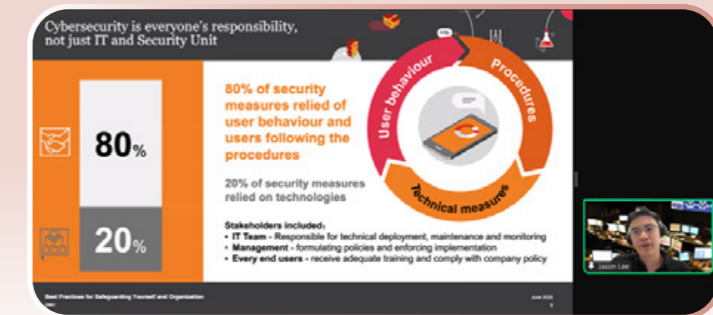 Cybersecurity is everyone's responsibility,
not just IT and Security Unit
80%
20%
80% of security
measures relied of
user behaviour and
users following the
procedures
20% of security measures
relied on technologies
User behaviour
Procedures
Technical measures
Stakeholders included:
• IT Team - Responsible for technical deployment, maintenance and monitoring
• Management - formulating policies and enforcing implementation
• Every end users - receive adequate training and comply with company policy
Best Practices for Safeguarding Yourself and Organisation
Jason Lee